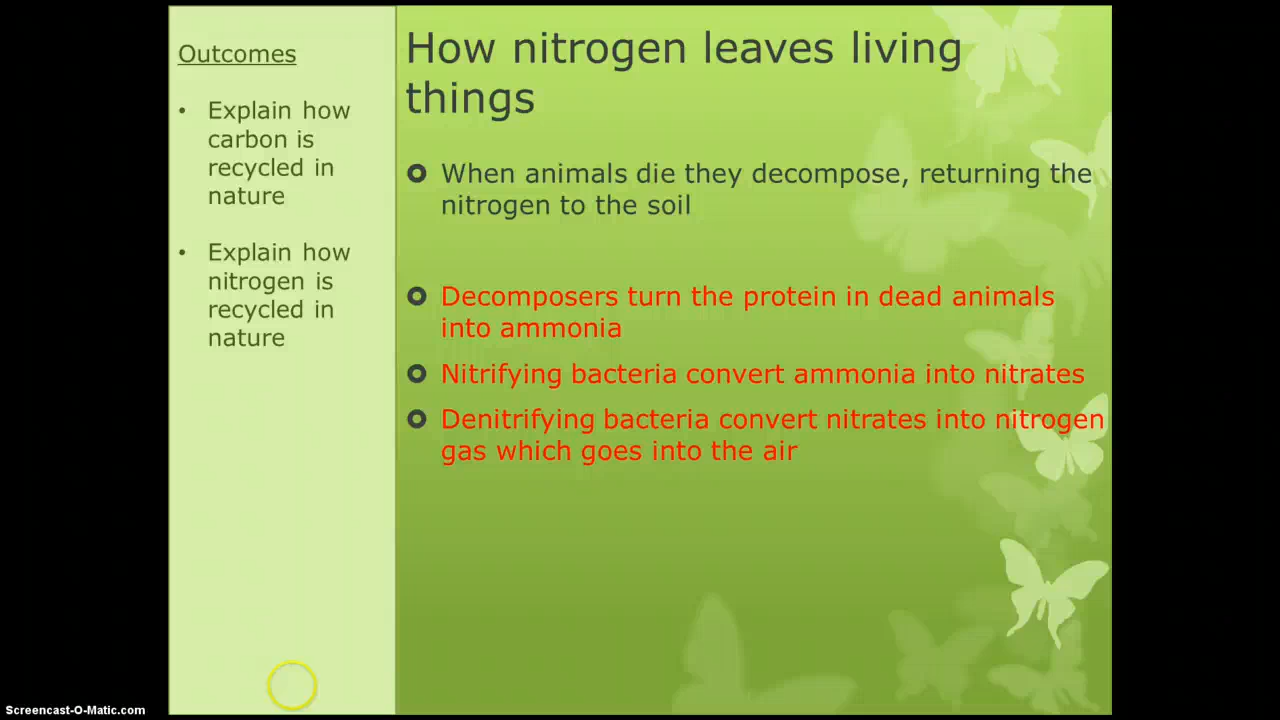 Outcomes
• Explain how
carbon is
recycled in
nature
• Explain how
nitrogen is
recycled in
nature
How nitrogen leaves living
things
When animals die they decompose, returning the
nitrogen to the soil
Decomposers turn the protein in dead animals
into ammonia
Nitrifying bacteria convert ammonia into nitrates
Denitrifying bacteria convert nitrates into nitrogen
gas which goes into the air
Screencast-O-Matic.com